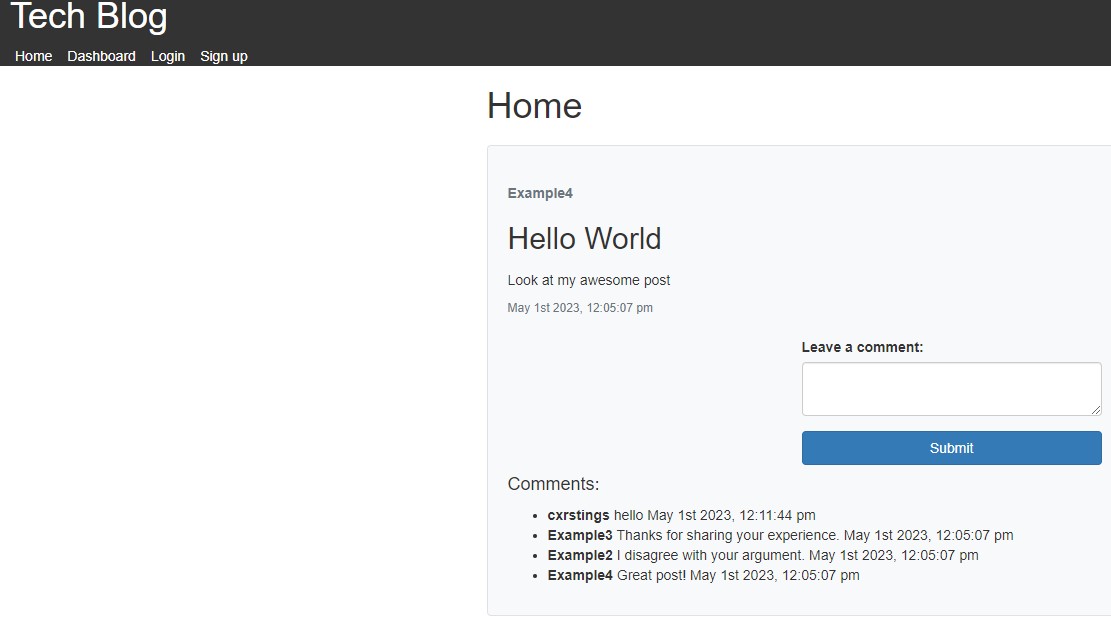 Tech Blog
Home Dashboard Login Sign up
Home
Example4
Hello World
Look at my awesome post
May 1st 2023, 12:05:07 pm
Leave a comment:
Submit
Comments:
cxrstings hello May 1st 2023, 12:11:44 pm
Example3 Thanks for sharing your experience. May 1st 2023, 12:05:07 pm
Example2 I disagree with your argument. May 1st 2023, 12:05:07 pm
Example4 Great post! May 1st 2023, 12:05:07 pm